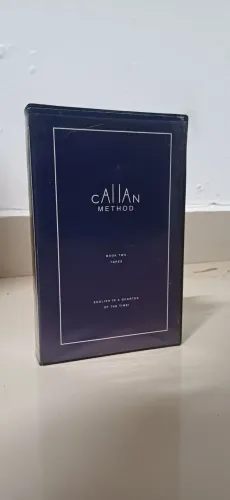 CAllAN
METHOD
BOOK TWO
TAPES
ENGLISH IN A QUARTER
OF THE TIME!